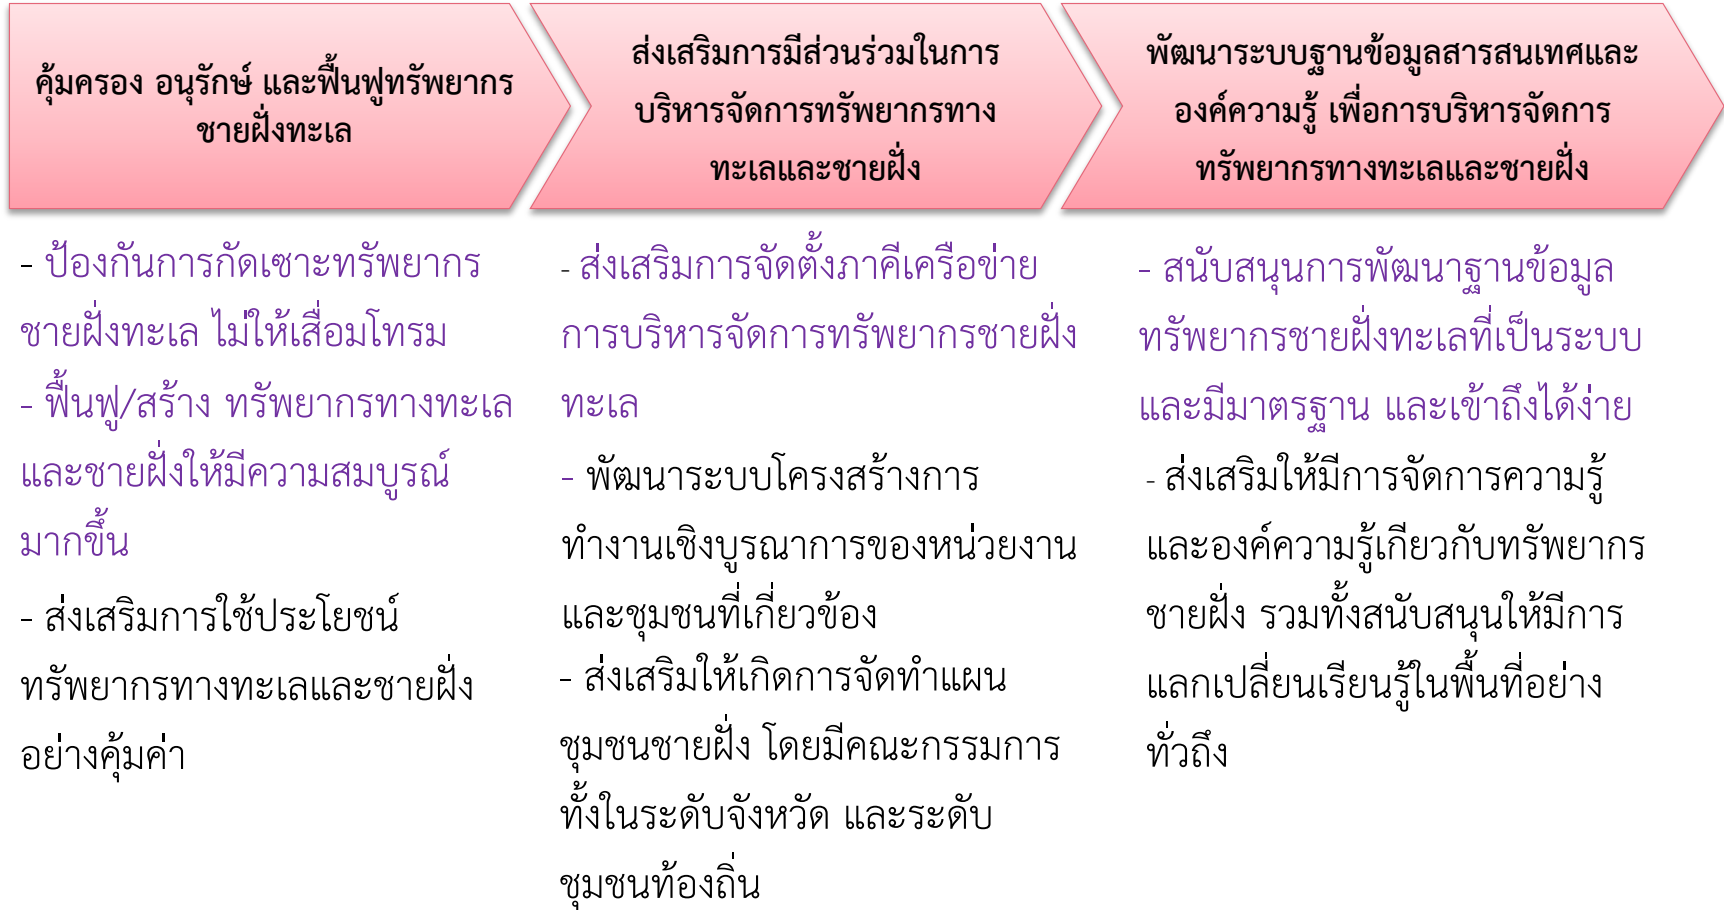 คุ้มครอง อนุรักษ์ และฟื้นฟูทรัพยากร
ชายฝั่งทะเล
ส่งเสริมการมีส่วนร่วมในการ
บริหารจัดการทรัพยากรทาง
ทะเลและชายฝั่ง
พัฒนาระบบฐานข้อมูลสารสนเทศและ
องค์ความรู้ เพื่อการบริหารจัดการ
ทรัพยากรทางทะเลและชายฝั่ง
- ป้องกันการกัดเซาะทรัพยากร
ชายฝั่งทะเล ไม่ให้เสื่อมโทรม
- ฟื้นฟู/สร้าง ทรัพยากรทางทะเล
และชายฝั่งให้มีความสมบูรณ์
มากขึ้น
- ส่งเสริมการใช้ประโยชน์
ทรัพยากรทางทะเลและชายฝั่ง
อย่างคุ้มค่า
- ส่งเสริมการจัดตั้งภาคีเครือข่าย
การบริหารจัดการทรัพยากรชายฝั่ง
ทะเล
- พัฒนาระบบโครงสร้างการ
ทำงานเชิงบูรณาการของหน่วยงาน
และชุมชนที่เกี่ยวข้อง
- ส่งเสริมให้เกิดการจัดทำแผน
ชุมชนชายฝั่ง โดยมีคณะกรรมการ
ทั้งในระดับจังหวัด และระดับ
ชุมชนท้องถิ่น
- สนับสนุนการพัฒนาฐานข้อมูล
ทรัพยากรชายฝั่งทะเลที่เป็นระบบ
และมีมาตรฐาน และเข้าถึงได้ง่าย
- ส่งเสริมให้มีการจัดการความรู้
และองค์ความรู้เกียวกับทรัพยากร
ชายฝั่ง รวมทั้งสนับสนุนให้มีการ
แลกเปลี่ยนเรียนรู้ในพื้นที่อย่าง
ทั่วถึง